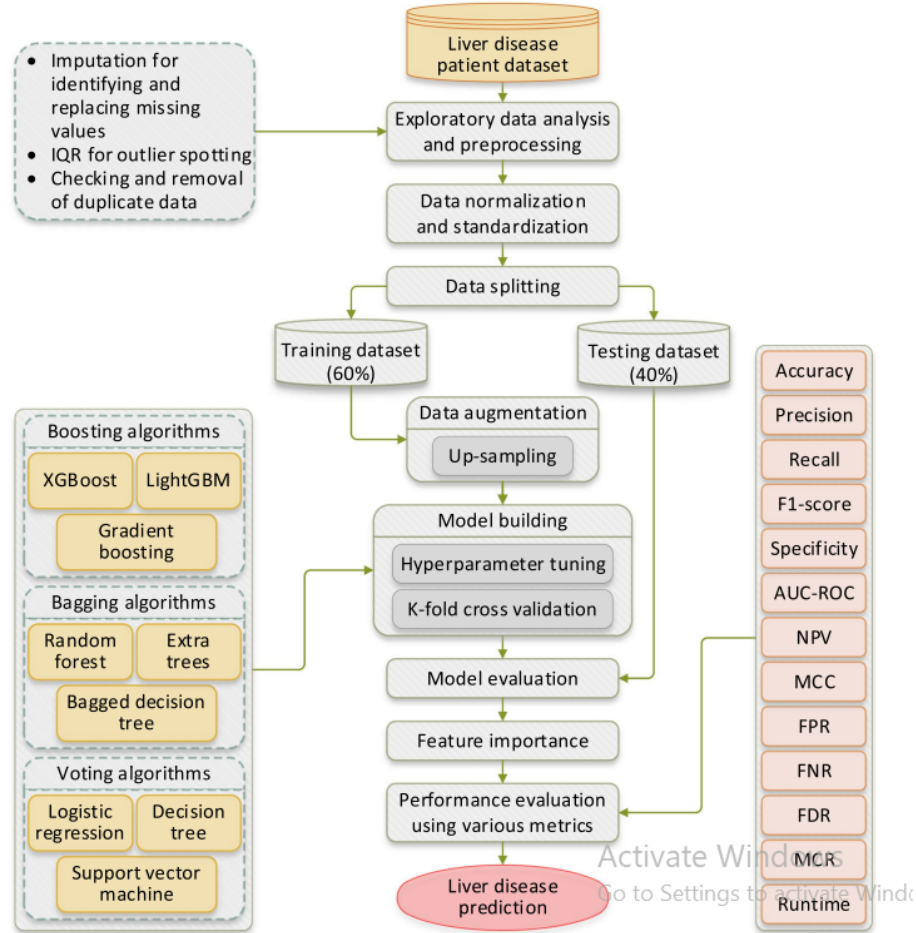 Liver disease
patient dataset
• Imputation for
identifying and
replacing missing
values
• IQR for outlier spotting
• Checking and removal
of duplicate data
Exploratory data analysis
and preprocessing
Data normalization
and standardization
Data splitting
Training dataset
(60%)
Testing dataset
(40%)
Data augmentation
Up-sampling
Model building
Hyperparameter tuning
K-fold cross validation
Boosting algorithms
XGBoost
LightGBM
Gradient
boosting
Bagging algorithms
Random
forest
Extra
trees
Bagged decision
tree
Voting algorithms
Logistic
regression
Decision
tree
Support vector
machine
Model evaluation
Feature importance
Performance evaluation
using various metrics
Liver disease
prediction
Accuracy
Precision
Recall
F1-score
Specificity
AUC-ROC
NPV
MCC
FPR
FNR
FDR
MCR
Runtime
Activate Windows
Go to Settings to activate Windo